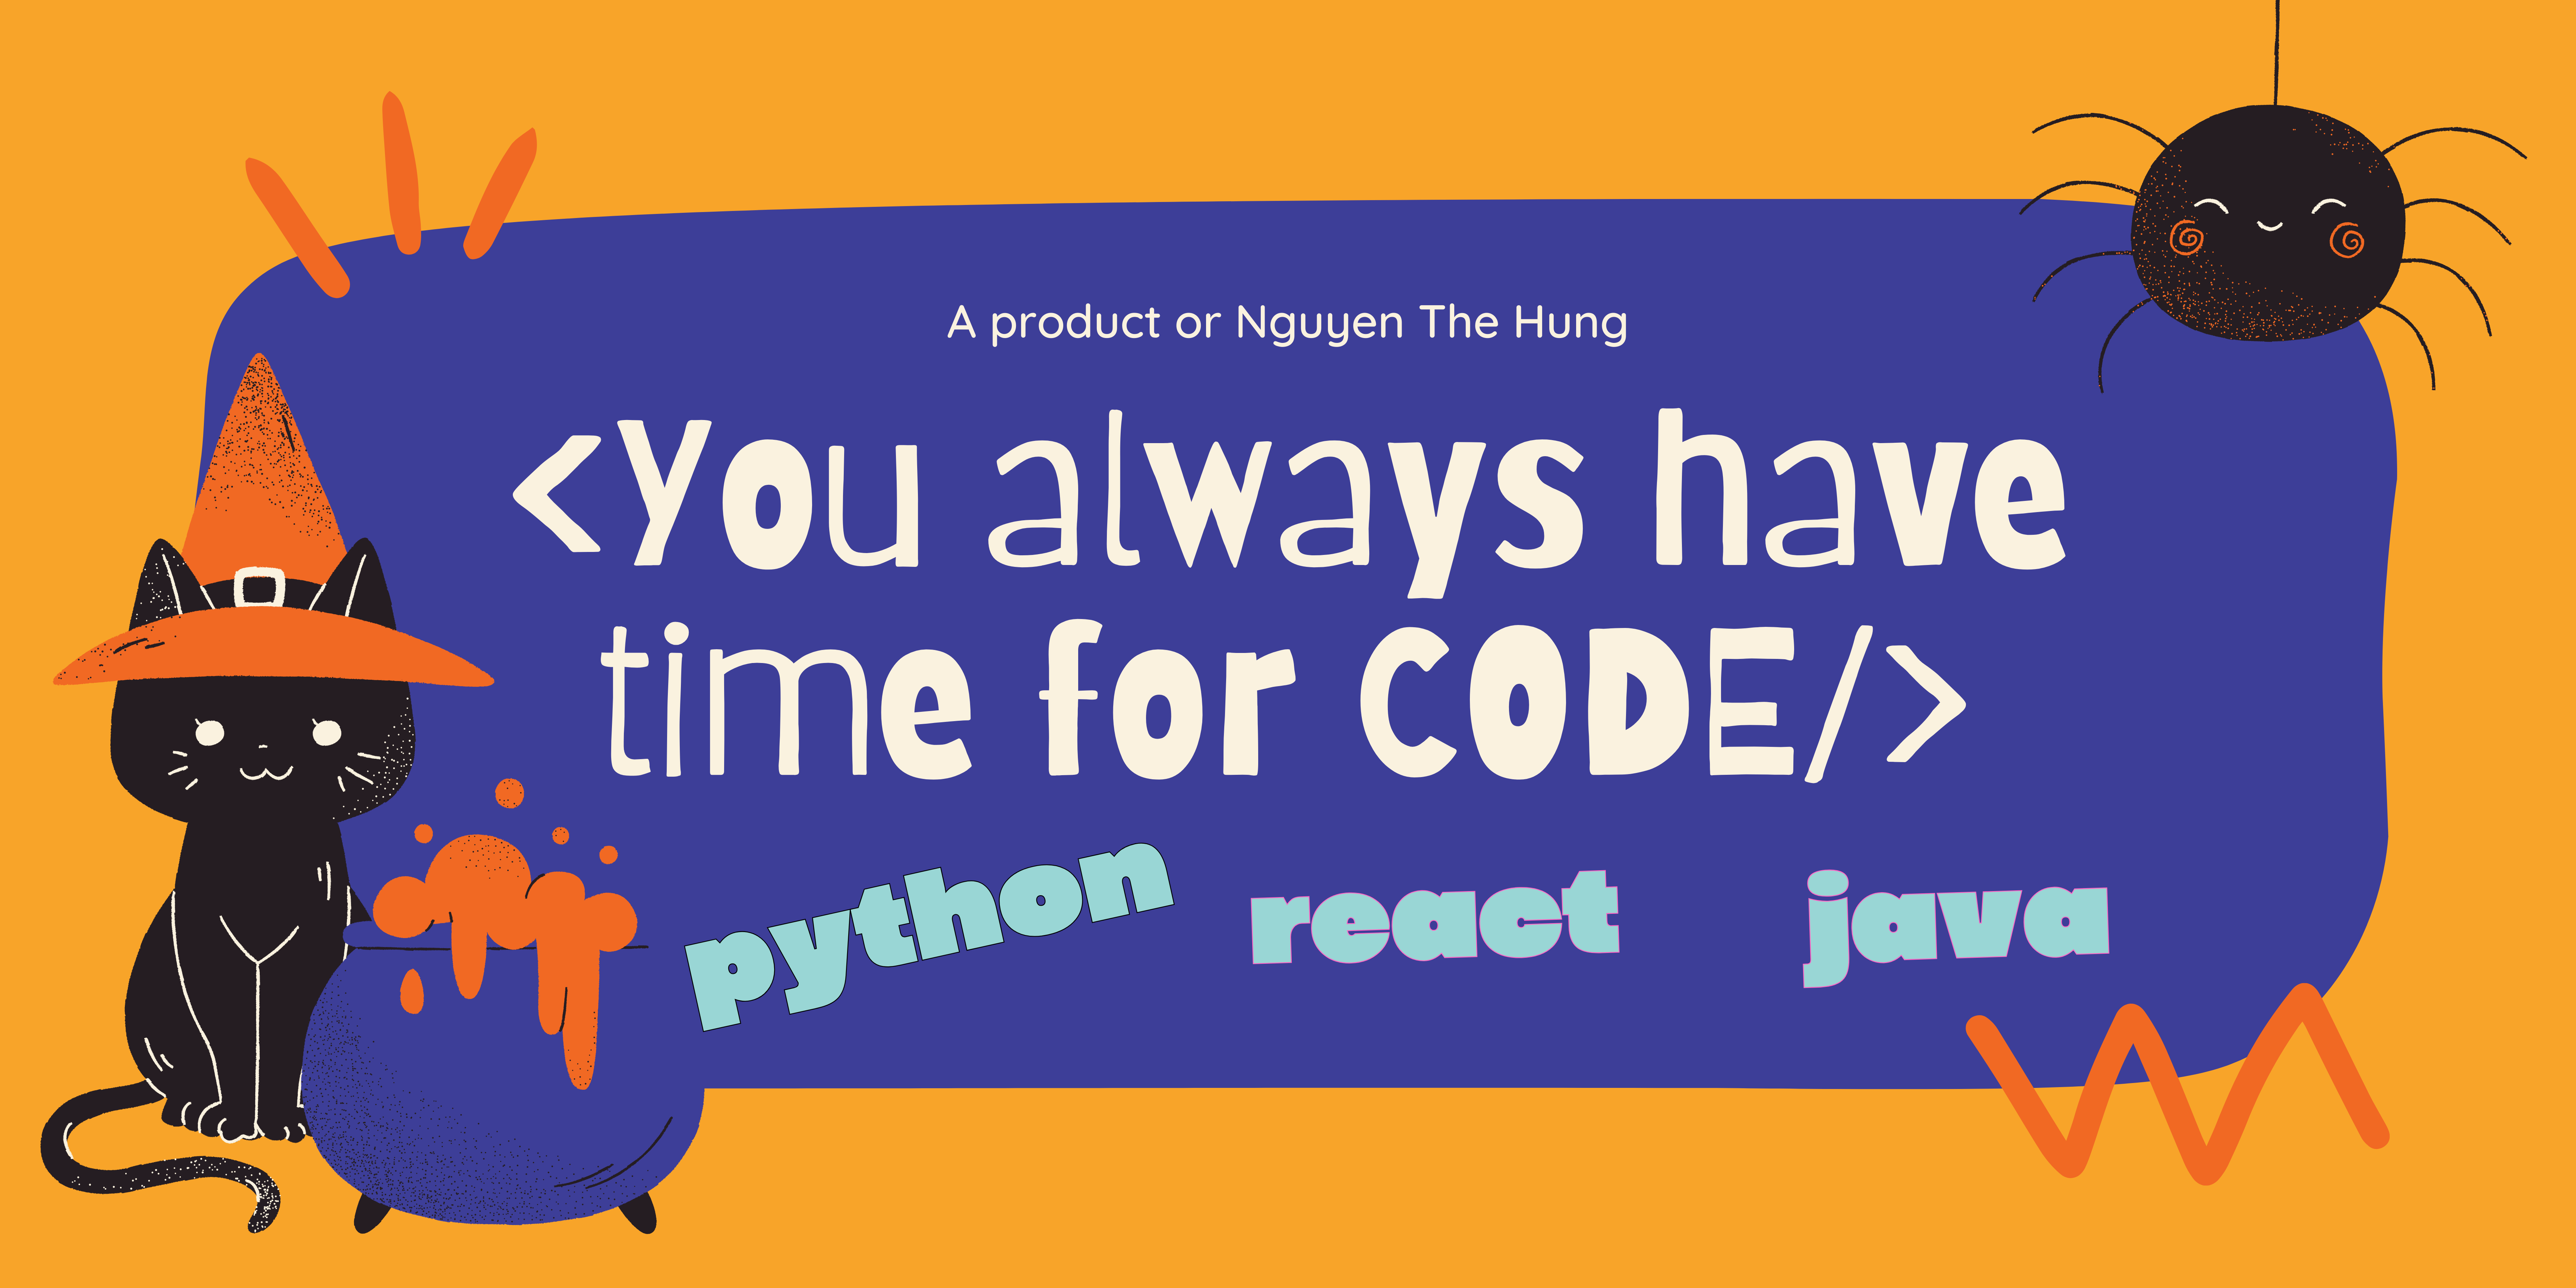 A product or Nguyen The Hung
<You always have
time for CODE/>
python react java